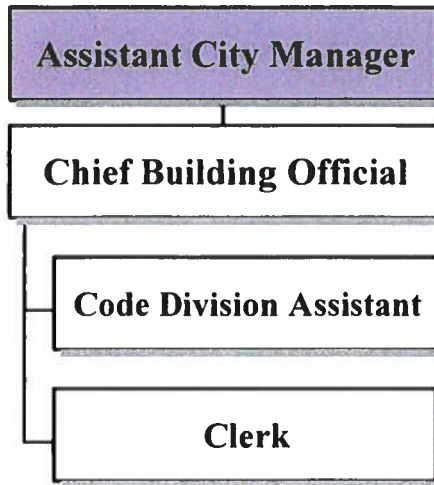 Assistant City Manager
Chief Building Official
Code Division Assistant
Clerk